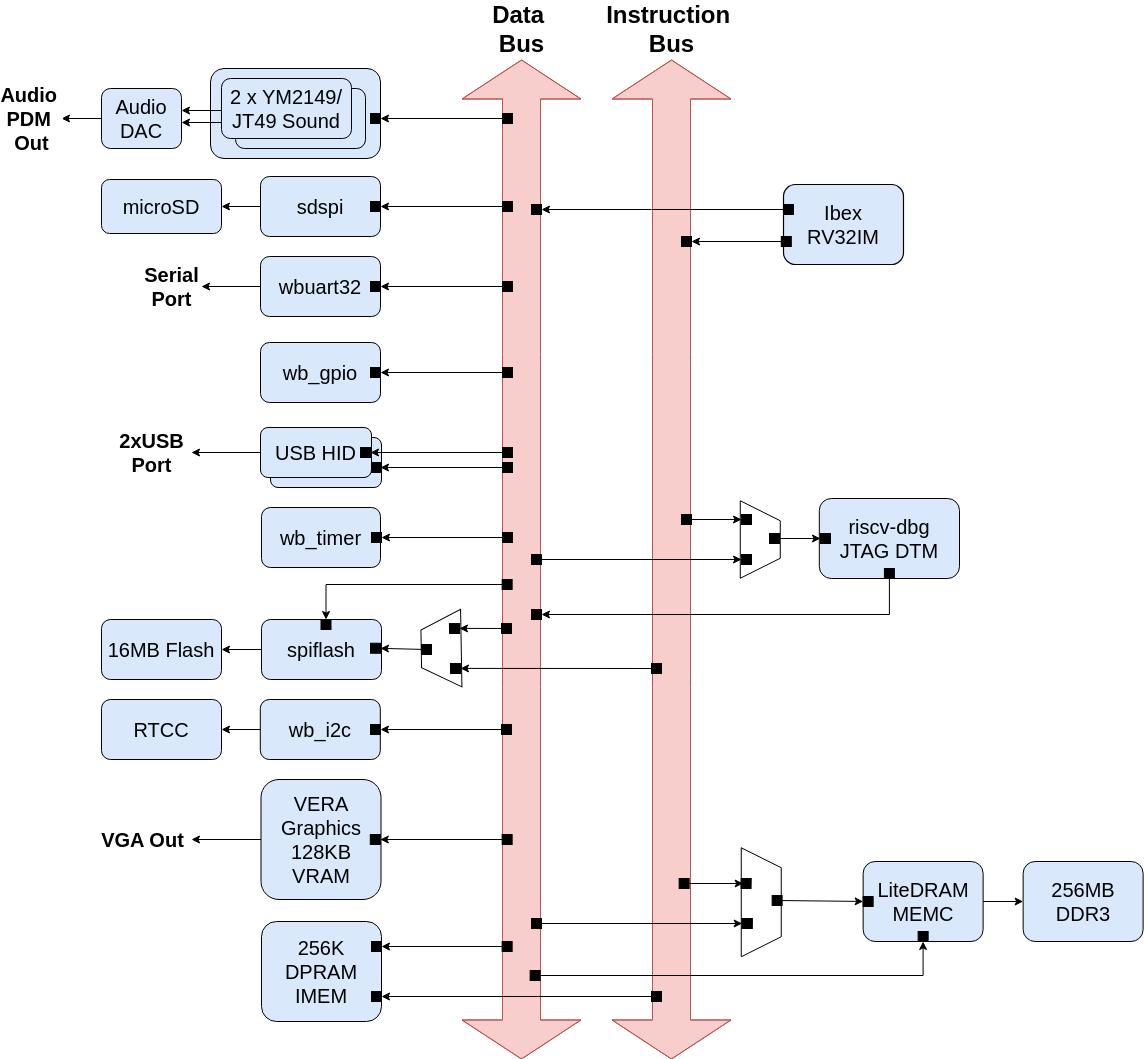 Data
Bus
Instruction
Bus
Audio
PDM
Out
Audio
DAC
2 x YM2149/
JT49 Sound
microSD
sdspi
Ibex
RV32IM
Serial
Port
wbuart32
wb_gpio
2xUSB
Port
USB HID
wb_timer
riscv-dbg
JTAG DTM
16MB Flash
spiflash
RTCC
wb_i2c
VGA Out
VERA
Graphics
128KB
VRAM
LiteDRAM
MEMC
256MB
DDR3
256K
DPRAM
IMEM